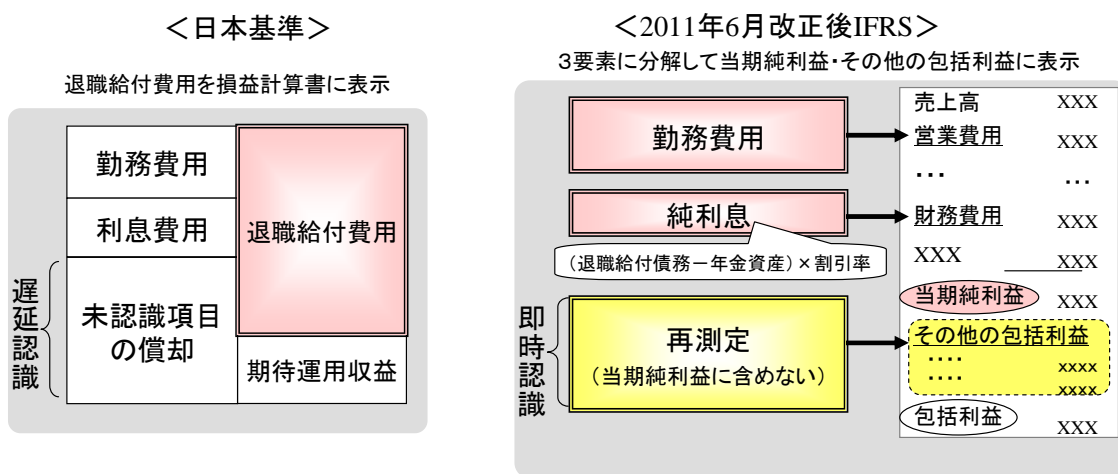 ＜日本基準＞
退職給付費用を損益計算書に表示
勤務費用
利息費用
未認識項目
の償却
退職給付費用
期待運用収益
遅延認識
＜2011年6月改正後IFRS＞
3要素に分解して当期純利益・その他の包括利益に表示
勤務費用
純利息
(退職給付債務－年金資産)×割引率
再測定
(当期純利益に含めない)
即時認識
売上高 XXX
営業費用 XXX
… …
財務費用 XXX
XXX XXX
当期純利益 XXX
その他の包括利益
‥‥ xxxx
‥‥ xxxx
包括利益 XXX